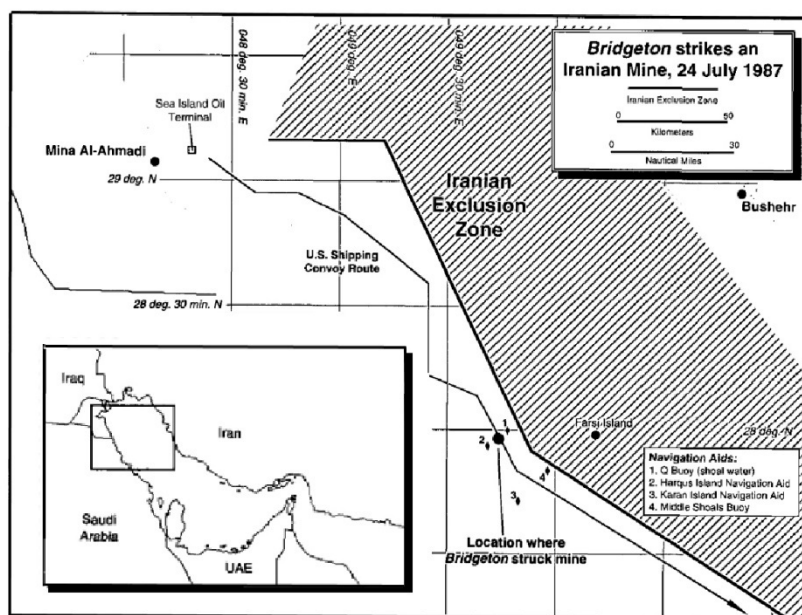 Bridgeton strikes an
Iranian Mine, 24 July 1987
Iranian Exclusion Zone
0 50
Kilometers
0 30
Nautical Miles
048 deg. 30 min. E
049 deg. E
049 deg. 30 min. E
Sea Island Oil
Terminal
Mina Al-Ahmadi
29 deg. N
Iranian
Exclusion
Zone
Bushehr
U.S. Shipping
Convoy Route
28 deg. 30 min. N
Iraq
Iran
Saudi
Arabia
UAE
1
2
3
4
Farsi Island
28 deg. N
Navigation Aids:
1. Q Buoy (shoal water)
2. Harqus Island Navigation Aid
3. Karan Island Navigation Aid
4. Middle Shoals Buoy
Location where
Bridgeton struck mine